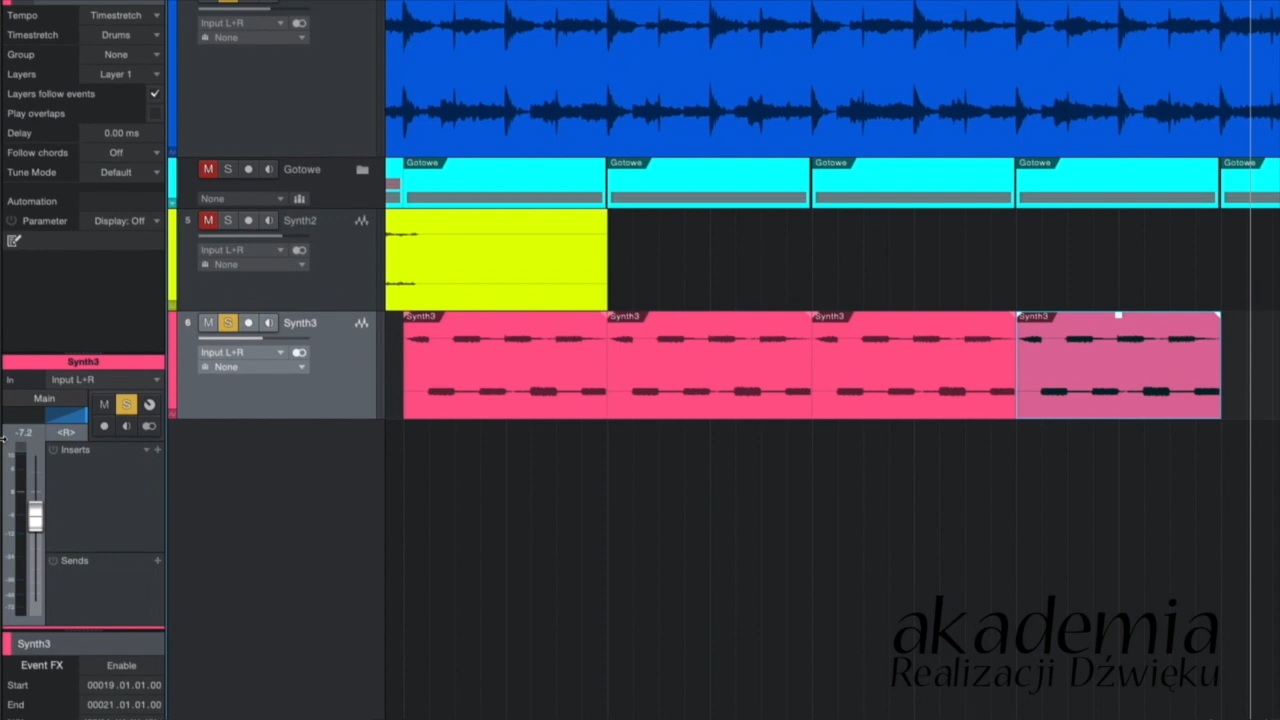 Tempo Timestretch
Timestretch Drums
Group None
Layers Layer 1
Layers follow events
Play overlaps
Delay 0.00 ms
Follow chords Off
Tune Mode Default
Automation
Parameter Display: Off
Synth3
In Input L+R
Main
M S
-7.2 <R>
Inserts
Sends
Synth3
Event FX Enable
Start 00019.01.01.00
End 00021.01.01.00
Input L+R
None
M S Gotowe
None
5 M S Synth2
Input L+R
None
6 M S Synth3
Input L+R
None
Gotowe Gotowe Gotowe Gotowe Gotowe
Synth3 Synth3 Synth3 Synth3
akademia
Realizacji Dźwięku